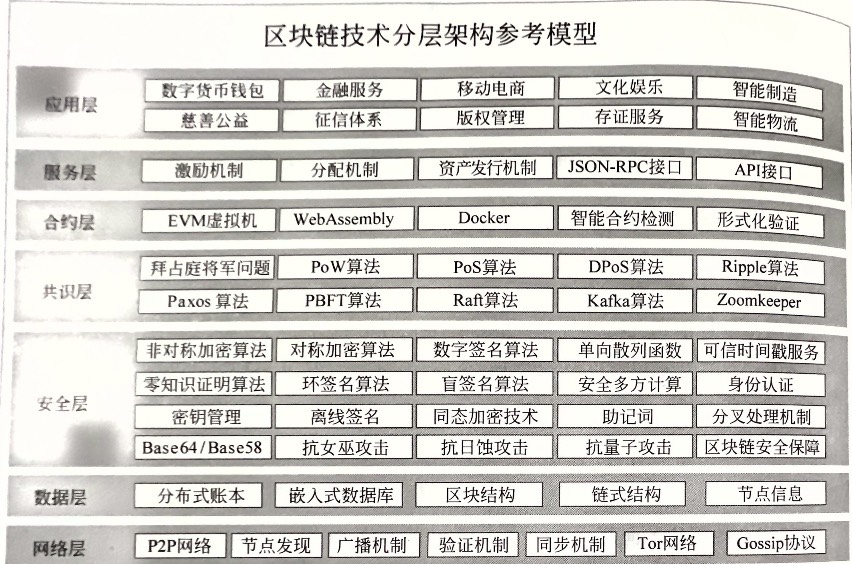 区块链技术分层架构参考模型
应用层 数字货币钱包 金融服务 移动电商 文化娱乐 智能制造
慈善公益 征信体系 版权管理 存证服务 智能物流
服务层 激励机制 分配机制 资产发行机制 JSON-RPC接口 API接口
合约层 EVM虚拟机 WebAssembly Docker 智能合约检测 形式化验证
共识层 拜占庭将军问题 PoW算法 PoS算法 DPoS算法 Ripple算法
Paxos 算法 PBFT算法 Raft算法 Kafka算法 Zoomkeeper
安全层 非对称加密算法 对称加密算法 数字签名算法 单向散列函数 可信时间戳服务
零知识证明算法 环签名算法 盲签名算法 安全多方计算 身份认证
密钥管理 离线签名 同态加密技术 助记词 分叉处理机制
Base64/Base58 抗女巫攻击 抗日蚀攻击 抗量子攻击 区块链安全保障
数据层 分布式账本 嵌入式数据库 区块结构 链式结构 节点信息
网络层 P2P网络 节点发现 广播机制 验证机制 同步机制 Tor网络 Gossip协议